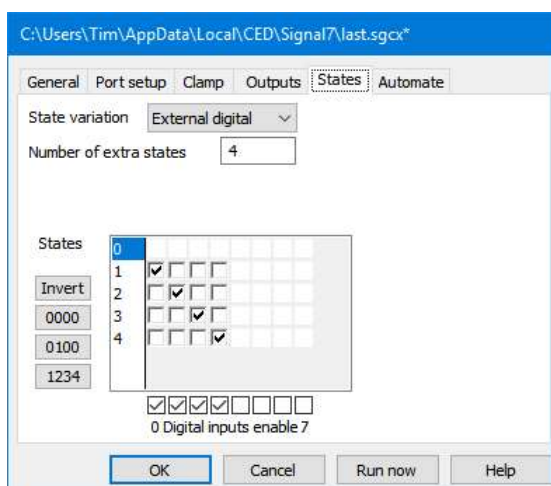 C:\Users\Tim\AppData\Local\CED\Signal7\last.sgcx*
General Port setup Clamp Outputs States Automate
State variation External digital
Number of extra states 4
States
0
1
Invert
2
0000
3
0100
4
1234
0 Digital inputs enable 7
OK Cancel Run now Help